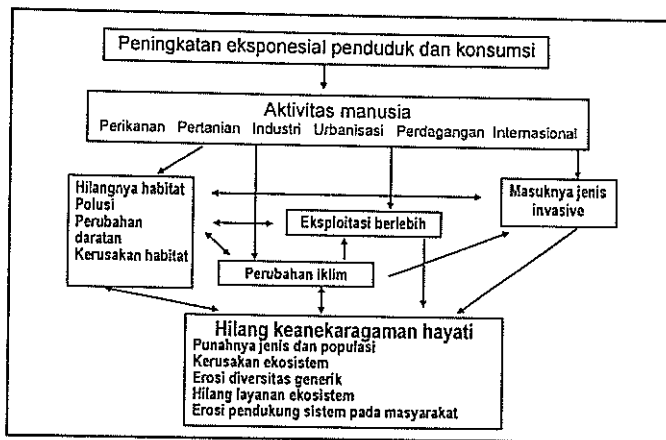 Peningkatan eksponesial penduduk dan konsumsi
Aktivitas manusia
Perikanan Pertanian Industri Urbanisasi Perdagangan Internasional
Hilangnya habitat
Polusi
Perubahan
daratan
Kerusakan habitat
Eksploitasi berlebih
Masuknya jenis
invasive
Perubahan iklim
Hilang keanekaragaman hayati
Punahnya jenis dan populasi
Kerusakan ekosistem
Erosi diversitas generik
Hilang layanan ekosistem
Erosi pendukung sistem pada masyarakat